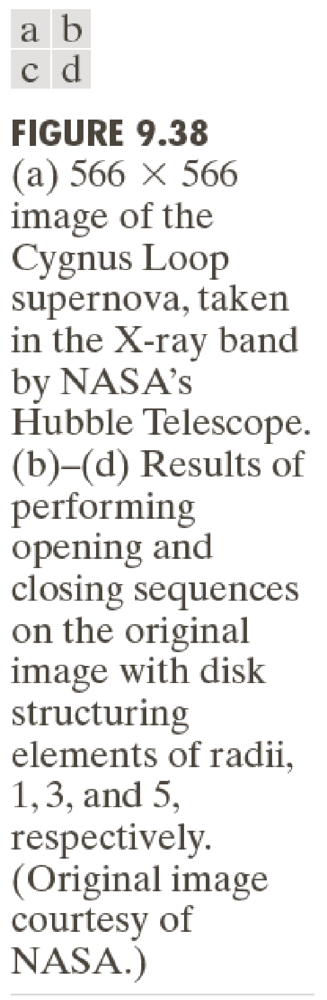 a b
c d
FIGURE 9.38
(a) 566 × 566
image of the
Cygnus Loop
supernova, taken
in the X-ray band
by NASA’s
Hubble Telescope.
(b)–(d) Results of
performing
opening and
closing sequences
on the original
image with disk
structuring
elements of radii,
1, 3, and 5,
respectively.
(Original image
courtesy of
NASA.)